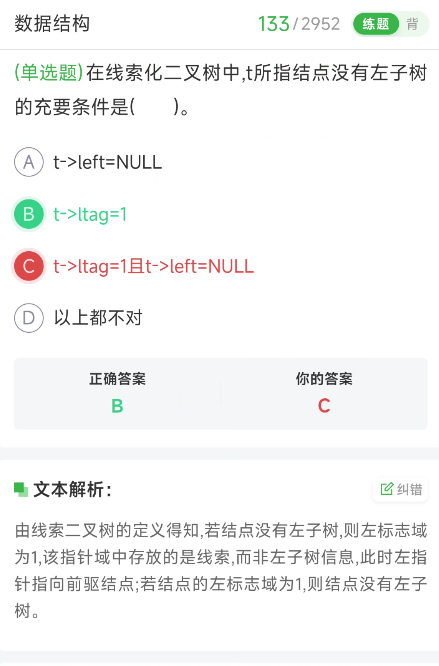 数据结构 133/2952 练题 背
(单选题)在线索化二叉树中,t所指结点没有左子树
的充要条件是(  )。
A t->left=NULL
B t->ltag=1
C t->ltag=1且t->left=NULL
D 以上都不对
正确答案 你的答案
B C
文本解析: 纠错
由线索二叉树的定义得知,若结点没有左子树,则左标志域
为1,该指针域中存放的是线索,而非左子树信息,此时左指
针指向前驱结点;若结点的左标志域为1,则结点没有左子
树。